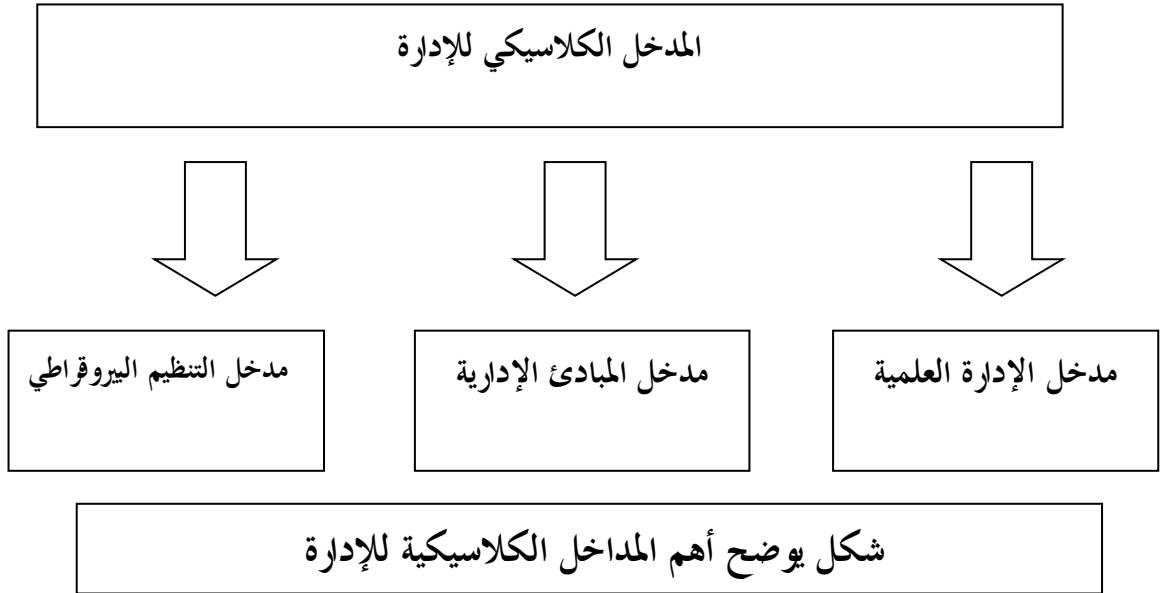 المدخل الكلاسيكي للإدارة
مدخل الإدارة العلمية
مدخل المبادئ الإدارية
مدخل التنظيم البيروقراطي
شكل يوضح أهم المداخل الكلاسيكية للإدارة